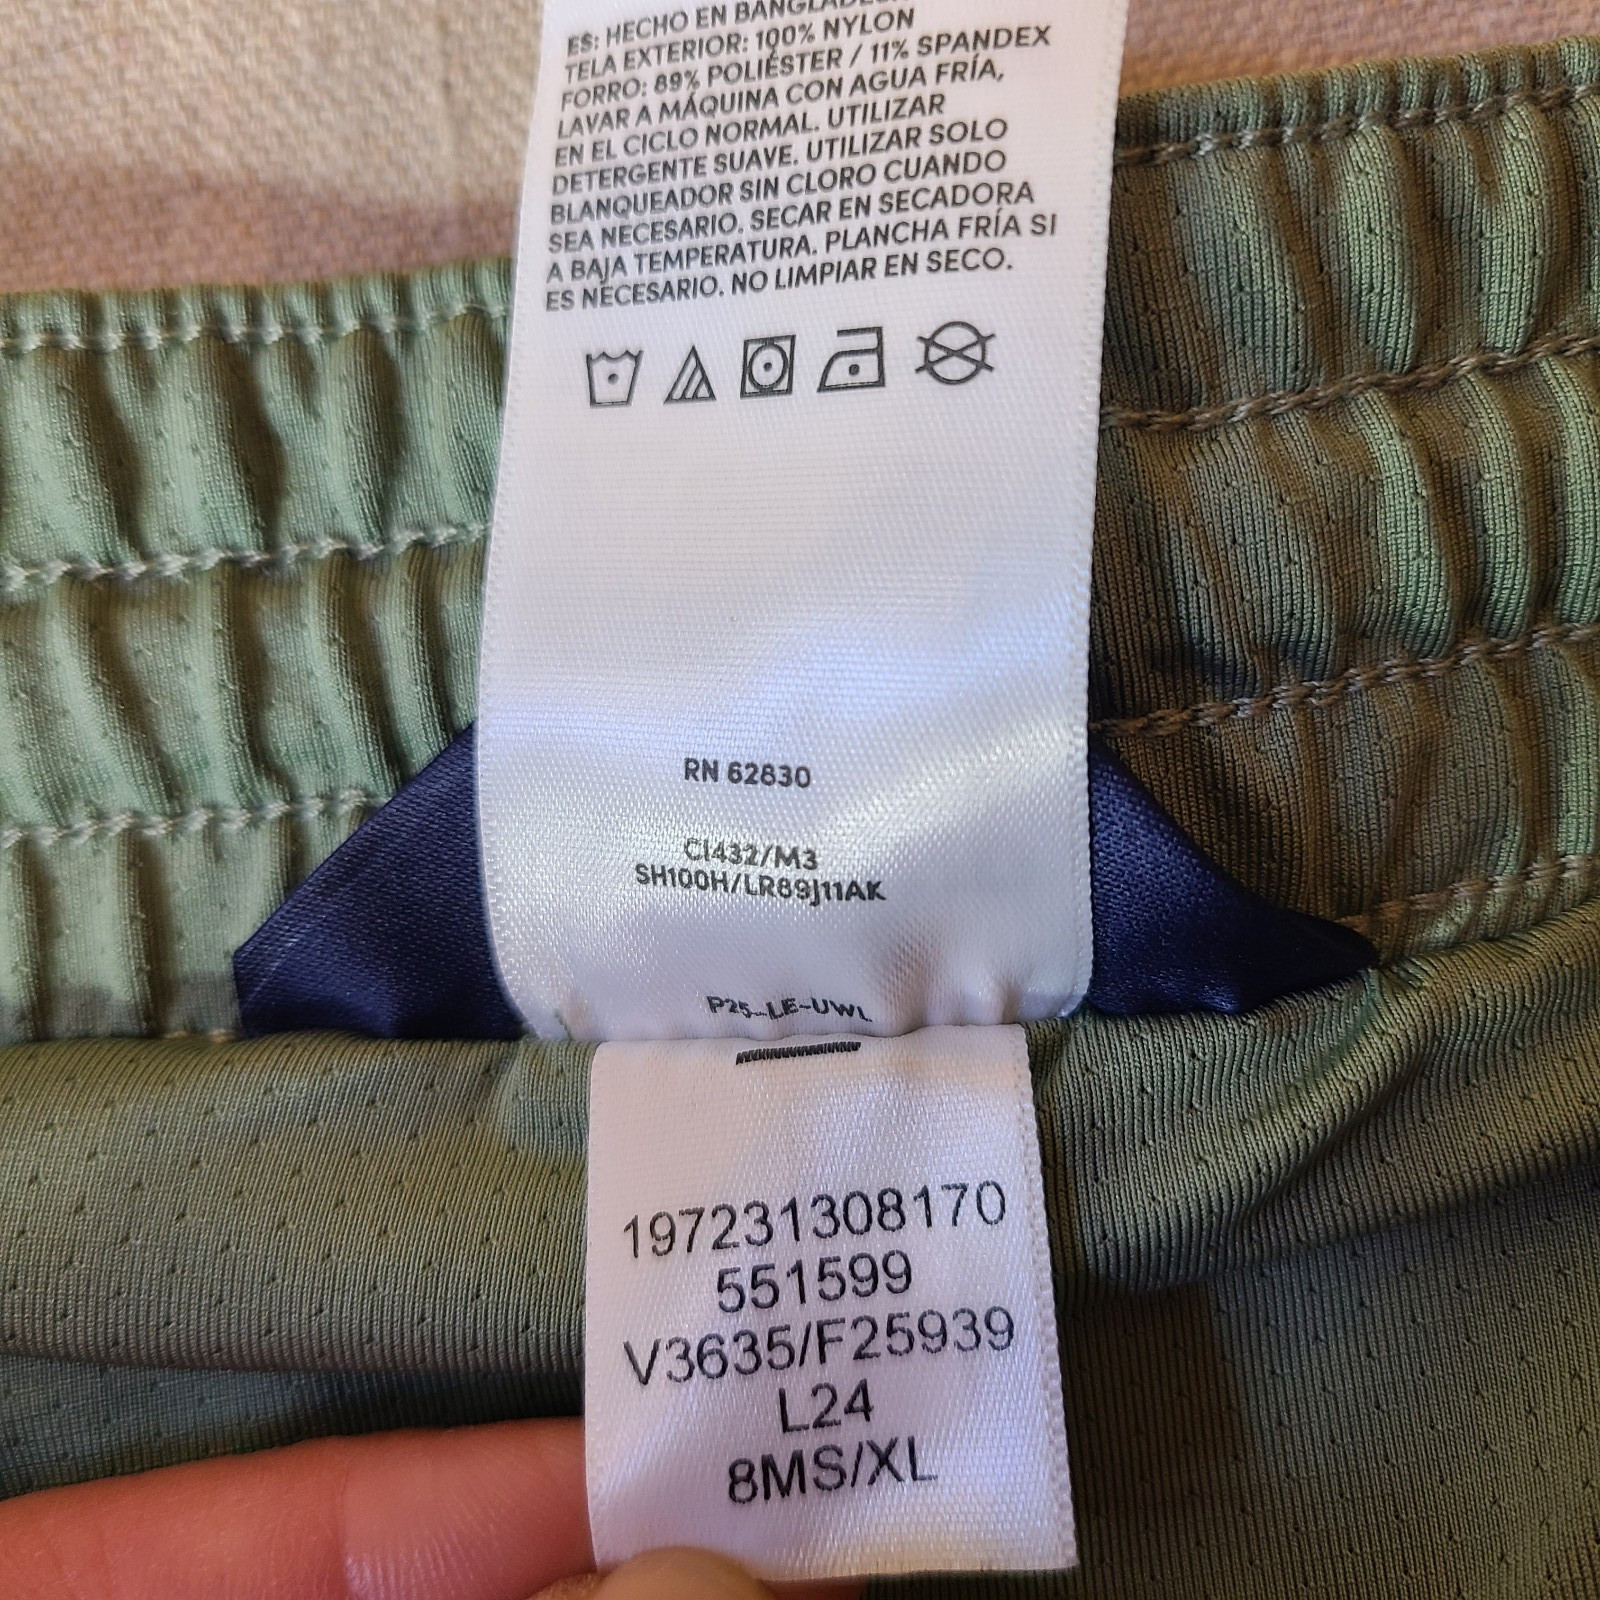 ES: HECHO EN BANGLADESH
TELA EXTERIOR: 100% NYLON
FORRO: 89% POLIÉSTER / 11% SPANDEX
LAVAR A MÁQUINA CON AGUA FRÍA,
EN EL CICLO NORMAL. UTILIZAR
DETERGENTE SUAVE. UTILIZAR SOLO
BLANQUEADOR SIN CLORO CUANDO
SEA NECESARIO. SECAR EN SECADORA
A BAJA TEMPERATURA. PLANCHA FRÍA SI
ES NECESARIO. NO LIMPIAR EN SECO.
RN 62830
CI432/M3
SH100H/LR89J11AK
P25-LE-UWL
197231308170
551599
V3635/F25939
L24
8MS/XL